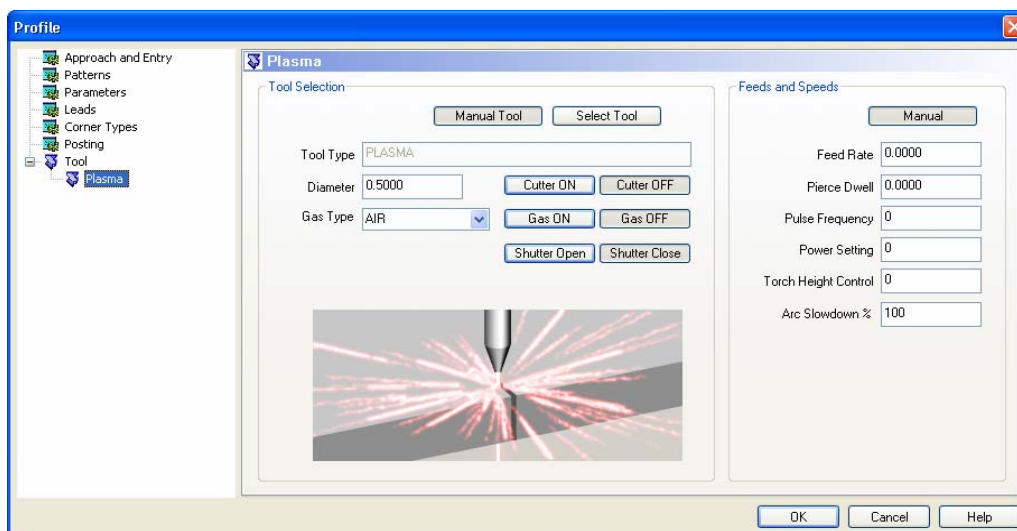 Profile
Approach and Entry
Patterns
Parameters
Leads
Corner Types
Posting
Tool
Plasma
Plasma
Tool Selection
Manual Tool Select Tool
Tool Type PLASMA
Diameter 0.5000 Cutter ON Cutter OFF
Gas Type AIR Gas ON Gas OFF
Shutter Open Shutter Close
Feeds and Speeds
Manual
Feed Rate 0.0000
Pierce Dwell 0.0000
Pulse Frequency 0
Power Setting 0
Torch Height Control 0
Arc Slowdown % 100
OK Cancel Help